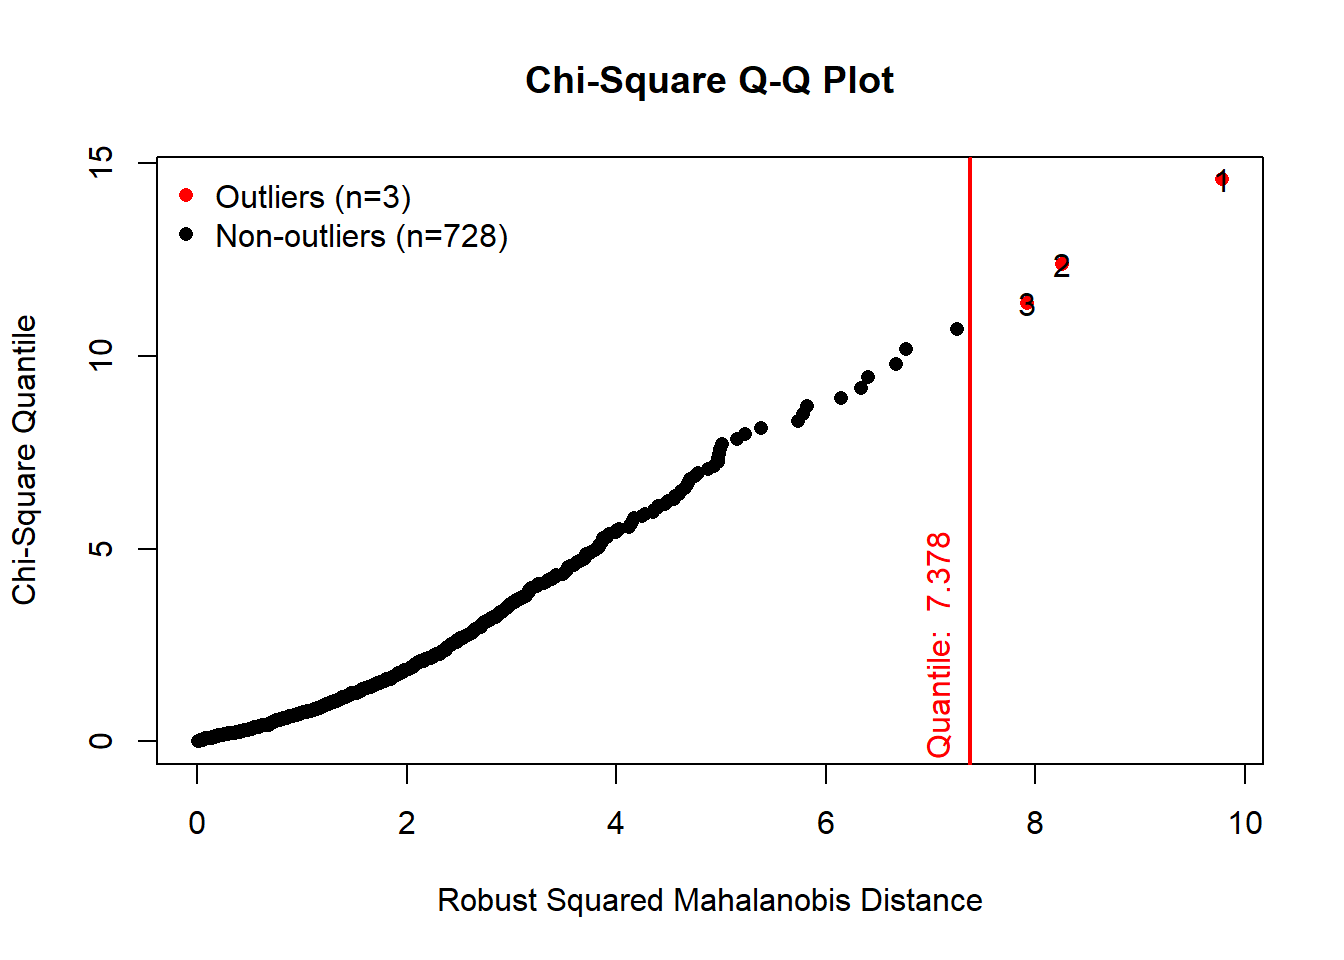 Chi-Square Q-Q Plot
15
10
5
0
Chi-Square Quantile
Outliers (n=3)
Non-outliers (n=728)
1
2
3
Quantile: 7.378
0 2 4 6 8 10
Robust Squared Mahalanobis Distance